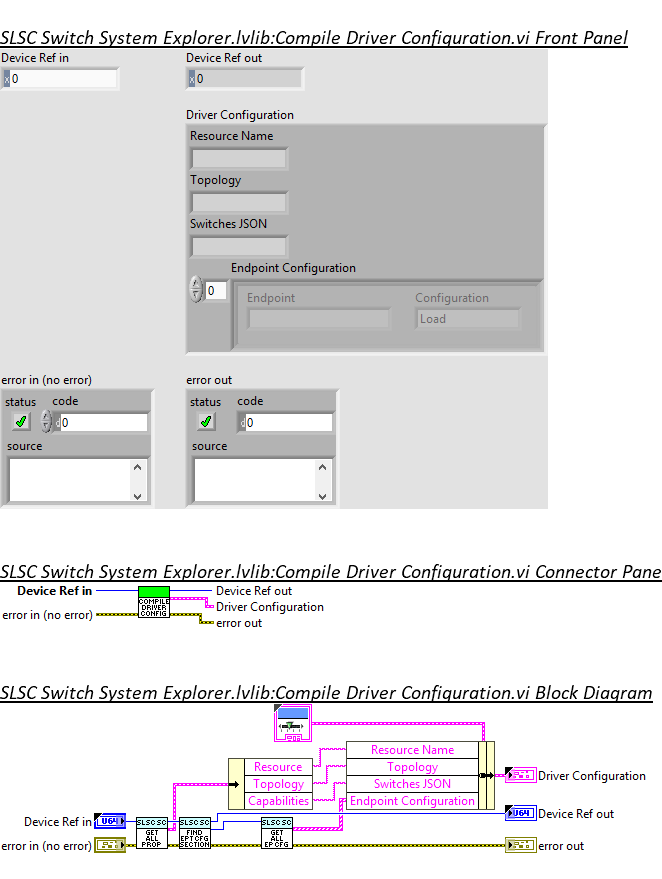 SLSC Switch System Explorer.lvlib:Compile Driver Configuration.vi Front Panel
Device Ref in
Device Ref out
x 0
x 0
Driver Configuration
Resource Name
Topology
Switches JSON
Endpoint Configuration
0
Endpoint
Configuration
Load
error in (no error)
error out
status
code
status
code
d0
d0
source
source
SLSC Switch System Explorer.lvlib:Compile Driver Configuration.vi Connector Pane
Device Ref in
Device Ref out
COMPILE
DRIVER
CONFIG
Driver Configuration
error in (no error)
error out
SLSC Switch System Explorer.lvlib:Compile Driver Configuration.vi Block Diagram
Resource Name
Resource
Topology
Driver Configuration
Topology
Switches JSON
Capabilities
Endpoint Configuration
Device Ref out
U64
Device Ref in
U64
SLSC SC
GET
ALL
PROP
SLSC SC
FIND
EPT CFG
SECTION
SLSC SC
GET
ALL
EP CFG
error in (no error)
error out